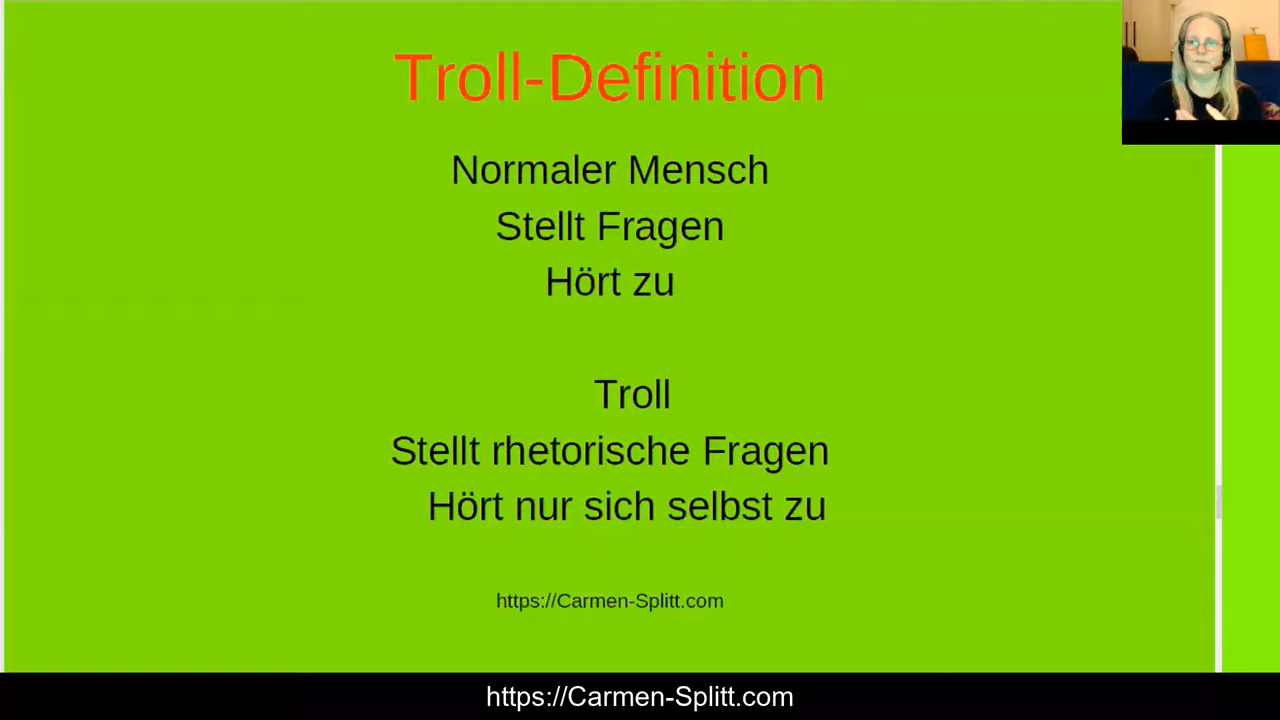 Troll-Definition
Normaler Mensch
Stellt Fragen
Hört zu
Troll
Stellt rhetorische Fragen
Hört nur sich selbst zu
https://Carmen-Splitt.com
https://Carmen-Splitt.com